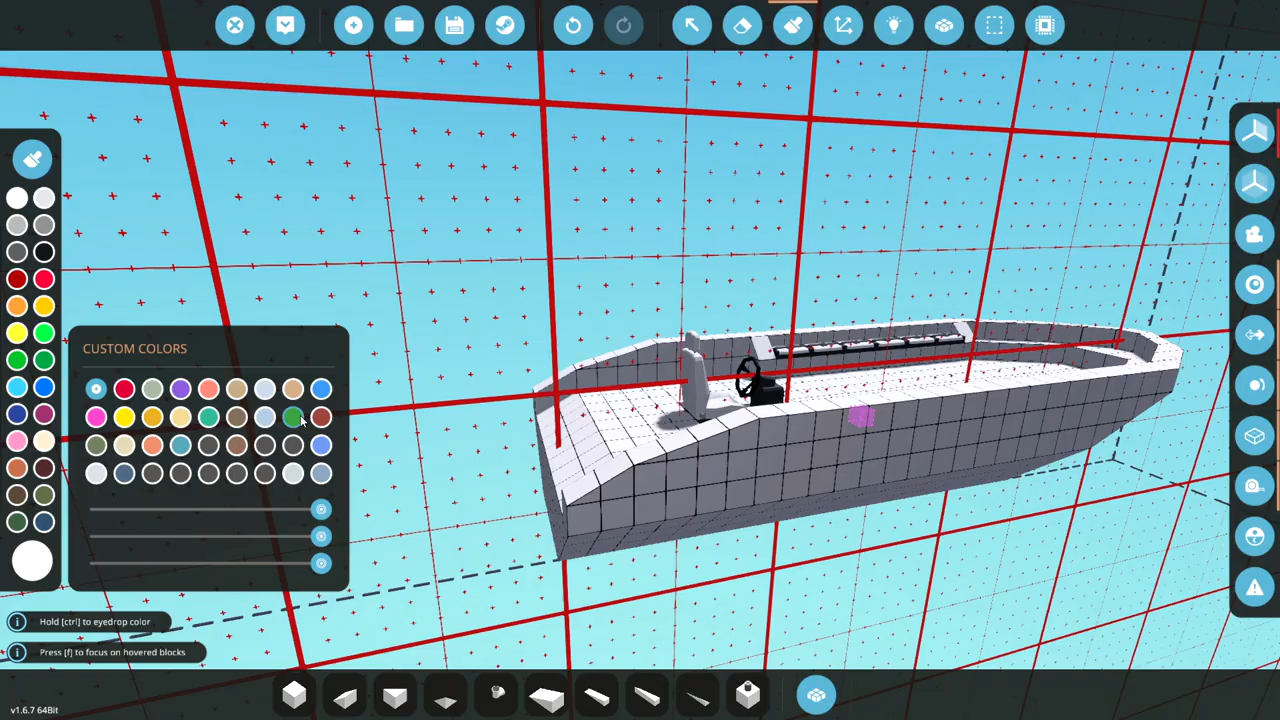 CUSTOM COLORS
Hold [ctrl] to eyedrop color
Press [f] to focus on hovered blocks
v1.6.7 64Bit